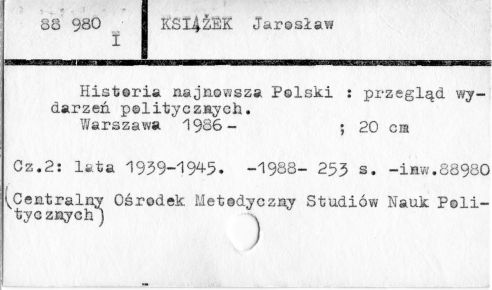 88 980
I
KSIĄŻEK Jarosław
Historia najnowsza Polski : przegląd wy-
darzeń politycznych.
Warszawa 1986- ; 20 cm
Cz.2: lata 1939-1945. -1988- 253 s. -inw.88980
(Centralny Ośrodek Metodyczny Studiów Nauk Poli-
tycznych)